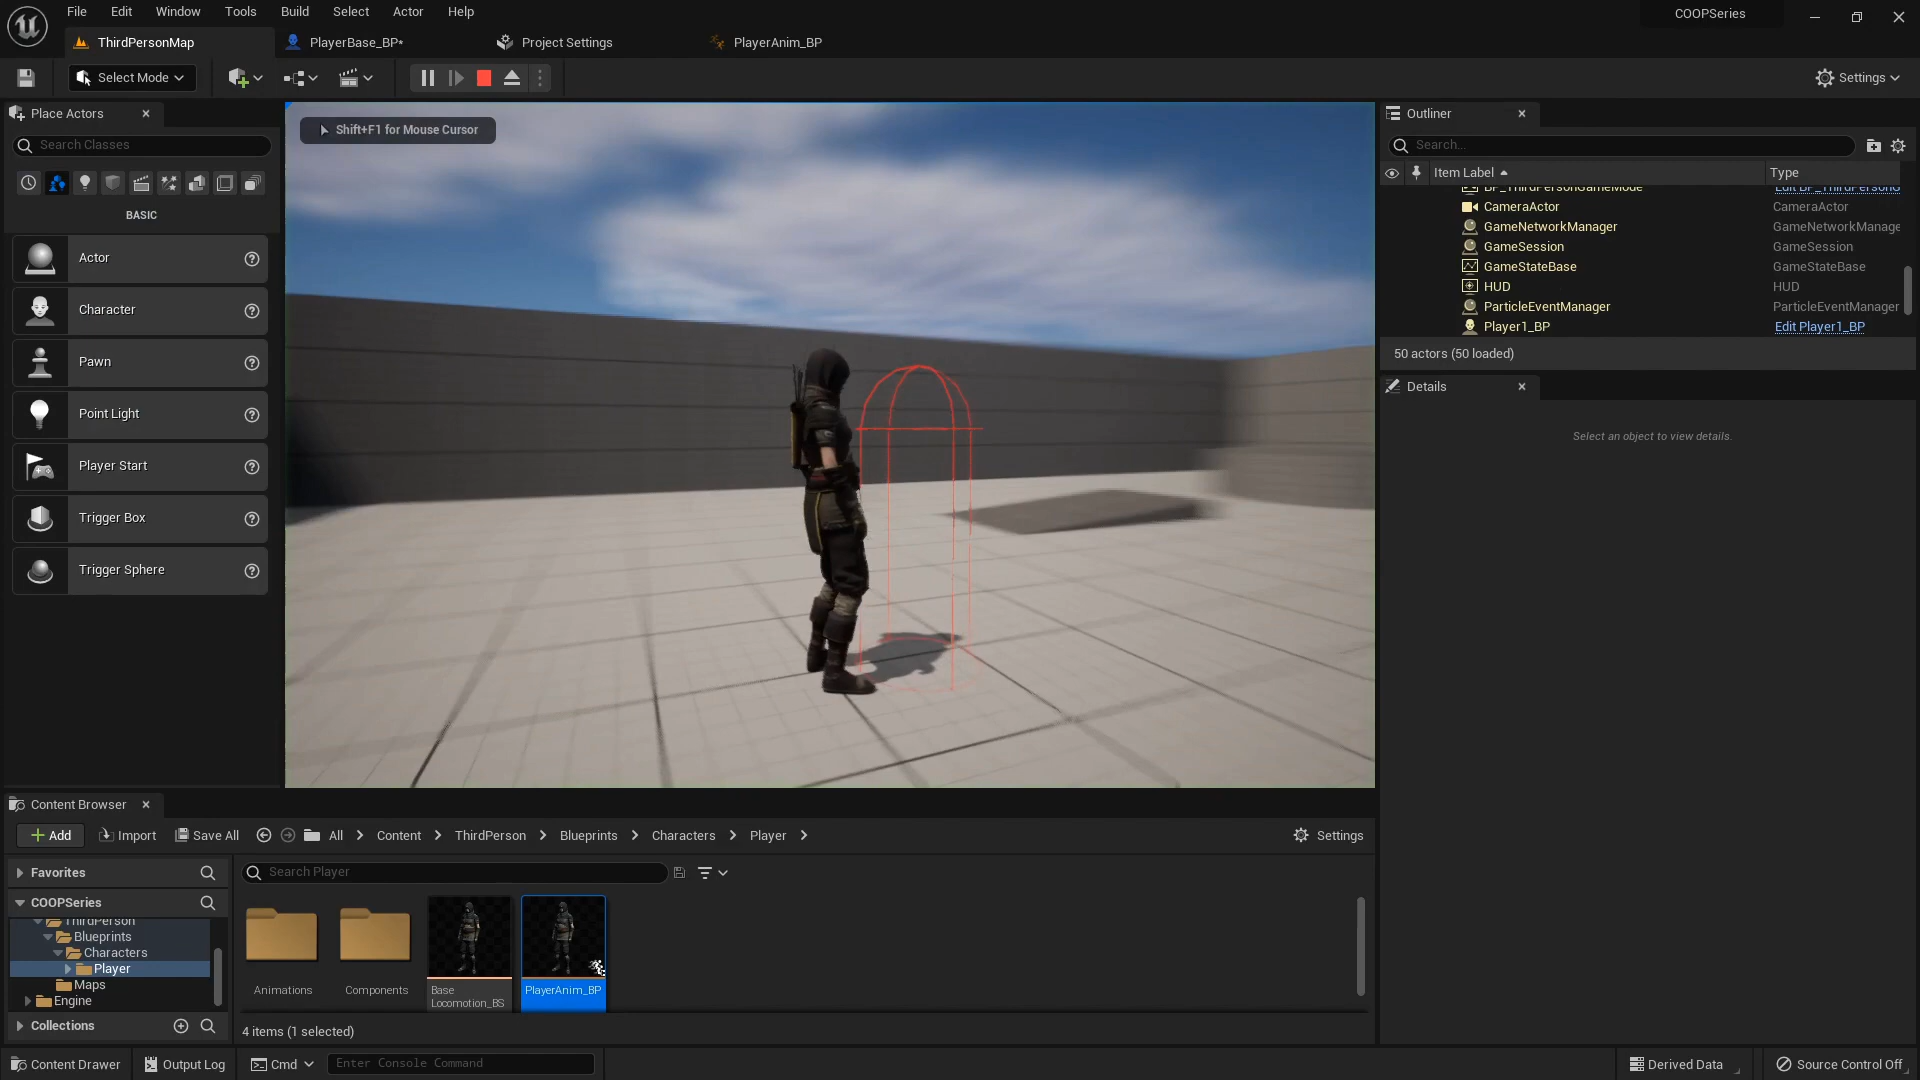 File Edit Window Tools Build Select Actor Help
COOPSeries
ThirdPersonMap
PlayerBase_BP*
Project Settings
PlayerAnim_BP
Select Mode
Settings
Place Actors
Search Classes
BASIC
Actor
Character
Pawn
Point Light
Player Start
Trigger Box
Trigger Sphere
Shift+F1 for Mouse Cursor
Outliner
Search...
Item Label Type
BP_ThirdPersonGameMode Edit BP_ThirdPersonG
CameraActor CameraActor
GameNetworkManager GameNetworkManage
GameSession GameSession
GameStateBase GameStateBase
HUD HUD
ParticleEventManager ParticleEventManager
Player1_BP Edit Player1_BP
50 actors (50 loaded)
Details
Select an object to view details.
Content Browser
Add Import Save All All Content ThirdPerson Blueprints Characters Player Settings
Favorites
COOPSeries
ThirdPerson
Blueprints
Characters
Player
Maps
Engine
Collections
Search Player
Animations
Components
Base
Locomotion_BS
PlayerAnim_BP
4 items (1 selected)
Content Drawer Output Log Cmd Enter Console Command Derived Data Source Control Off